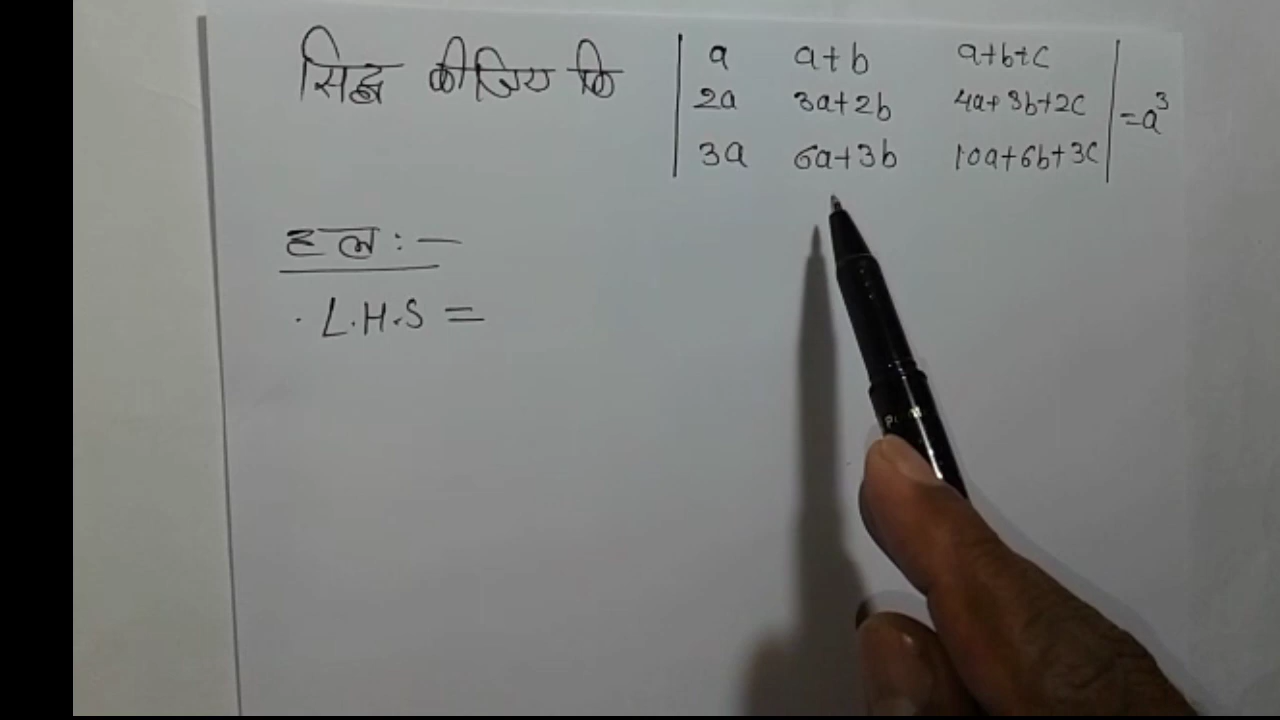 सिद्ध कीजिए कि | a a+b a+b+c |
| 2a 3a+2b 4a+3b+2c | = a³
| 3a 6a+3b 10a+6b+3c |
हल :-
L.H.S =